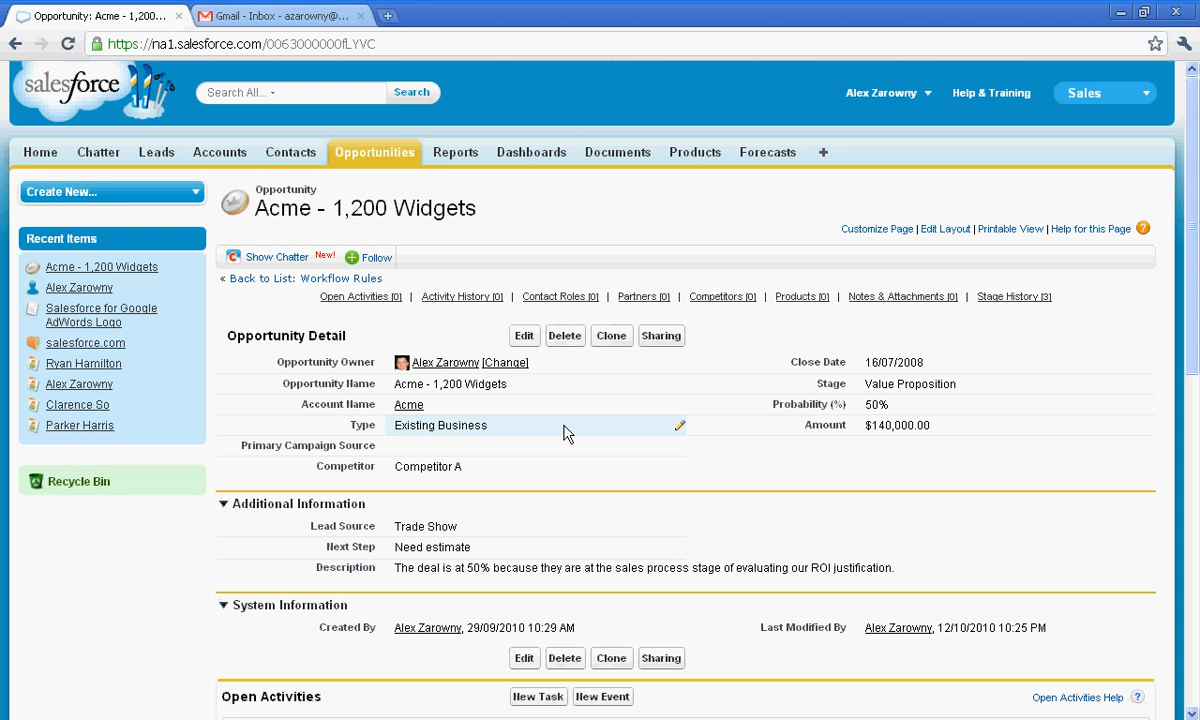 Opportunity: Acme - 1,200...
Gmail - Inbox - azarowny@...
https://na1.salesforce.com/0063000000fLYVC
salesforce
11
Search All...
Search
Alex Zarowny
Help & Training
Sales
Home Chatter Leads Accounts Contacts Opportunities Reports Dashboards Documents Products Forecasts +
Create New...
Recent Items
Acme - 1,200 Widgets
Alex Zarowny
Salesforce for Google
AdWords Logo
salesforce.com
Ryan Hamilton
Alex Zarowny
Clarence So
Parker Harris
Recycle Bin
Opportunity
Acme - 1,200 Widgets
Customize Page | Edit Layout | Printable View | Help for this Page ?
Show Chatter New! Follow
« Back to List: Workflow Rules
Open Activities [0] | Activity History [0] | Contact Roles [0] | Partners [0] | Competitors [0] | Products [0] | Notes & Attachments [0] | Stage History [3]
Opportunity Detail Edit Delete Clone Sharing
Opportunity Owner Alex Zarowny [Change] Close Date 16/07/2008
Opportunity Name Acme - 1,200 Widgets Stage Value Proposition
Account Name Acme Probability (%) 50%
Type Existing Business Amount $140,000.00
Primary Campaign Source
Competitor Competitor A
Additional Information
Lead Source Trade Show
Next Step Need estimate
Description The deal is at 50% because they are at the sales process stage of evaluating our ROI justification.
System Information
Created By Alex Zarowny, 29/09/2010 10:29 AM Last Modified By Alex Zarowny, 12/10/2010 10:25 PM
Edit Delete Clone Sharing
Open Activities New Task New Event Open Activities Help ?